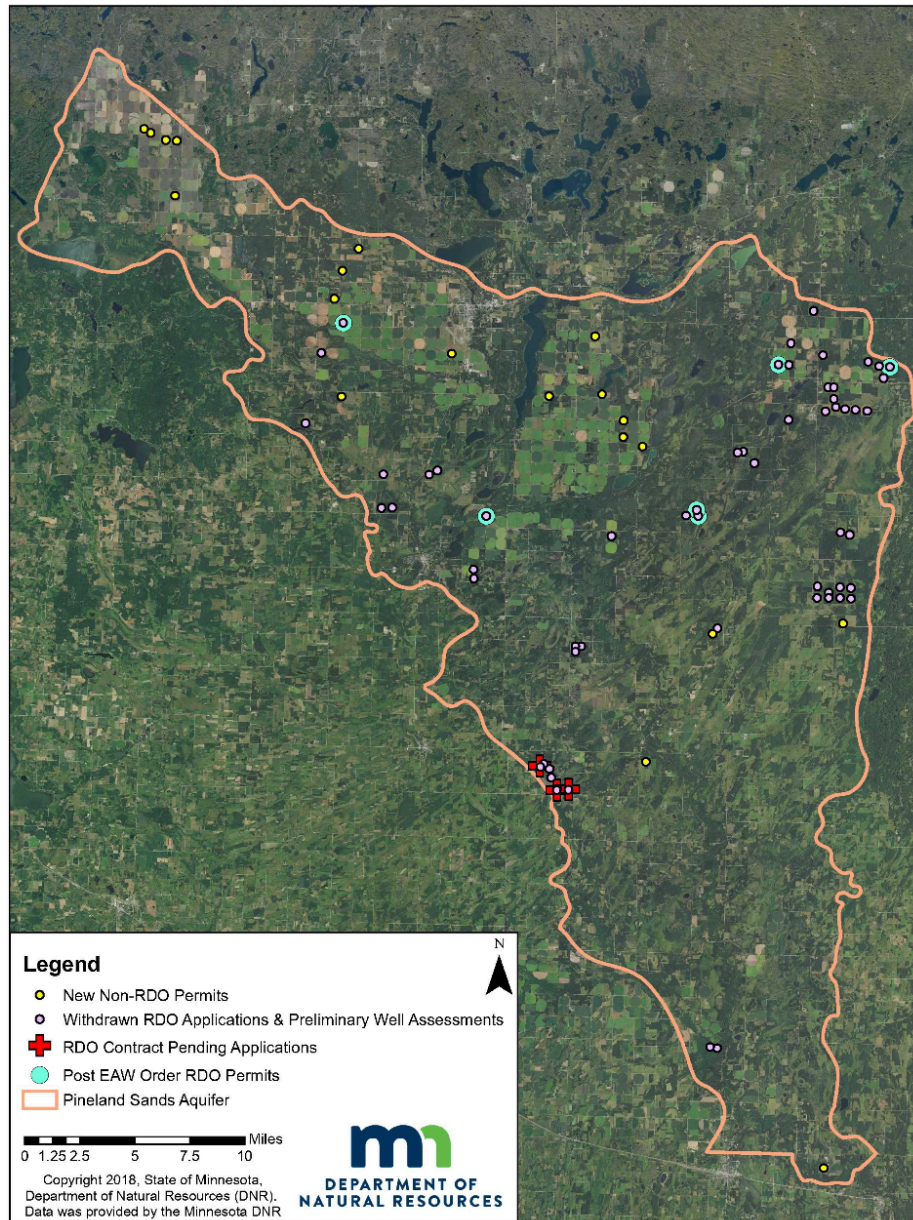 N
Legend
New Non-RDO Permits
Withdrawn RDO Applications & Preliminary Well Assessments
RDO Contract Pending Applications
Post EAW Order RDO Permits
Pineland Sands Aquifer
Miles
0 1.25 2.5 5 7.5 10
Copyright 2018, State of Minnesota,
Department of Natural Resources (DNR).
Data was provided by the Minnesota DNR
mn
DEPARTMENT OF
NATURAL RESOURCES